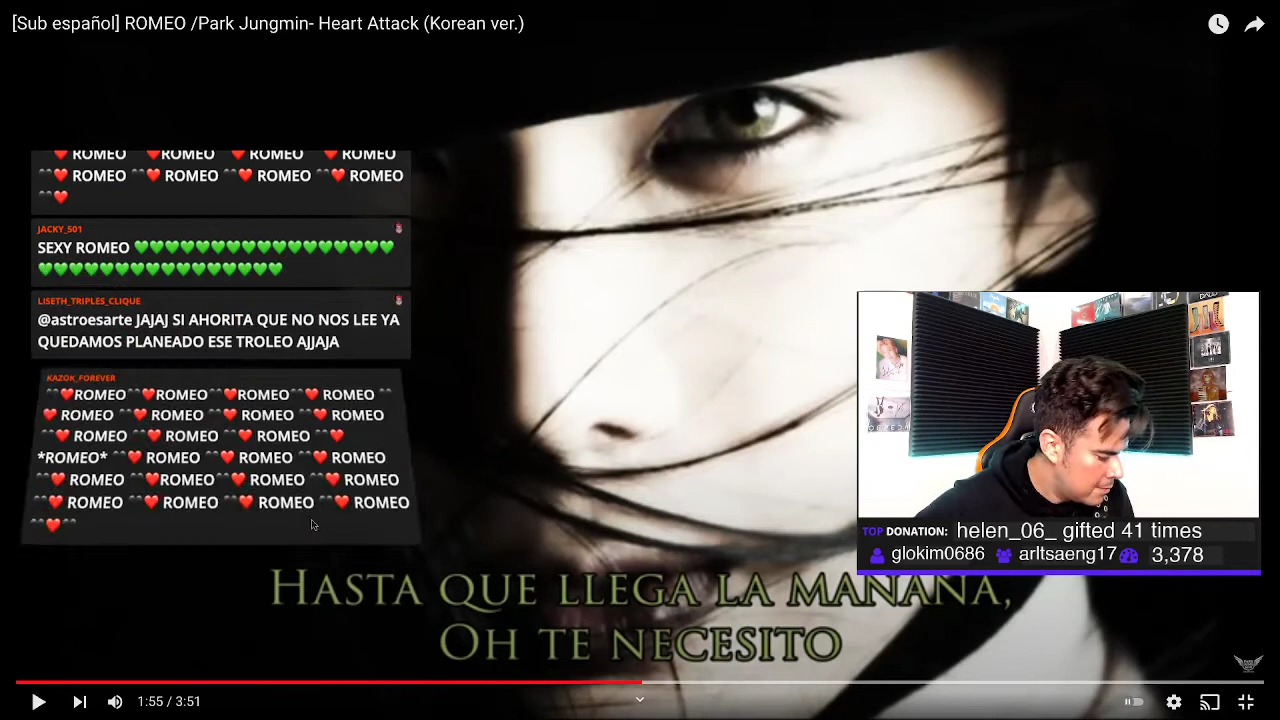 [Sub español] ROMEO /Park Jungmin- Heart Attack (Korean ver.)
❤️ ROMEO ❤️ROMEO ❤️ ROMEO ❤️ ROMEO
❤️ ROMEO ❤️ ROMEO ❤️ ROMEO ❤️ ROMEO
❤️
JACKY_501
SEXY ROMEO 💚💚💚💚💚💚💚💚💚💚💚💚💚💚💚💚💚
💚💚💚💚💚💚💚💚💚💚💚💚💚💚💚💚
LISETH_TRIPLES_CLIQUE
@astroesarte JAJAJ SI AHORITA QUE NO NOS LEE YA
QUEDAMOS PLANEADO ESE TROLEO AJJAJA
KAZOK_FOREVER
❤️ROMEO ❤️ROMEO ❤️ROMEO ❤️ ROMEO
❤️ ROMEO ❤️ ROMEO ❤️ ROMEO ❤️ ROMEO
❤️ ROMEO ❤️ ROMEO ❤️ ROMEO ❤️
*ROMEO* ❤️ ROMEO ❤️ ROMEO ❤️ ROMEO
❤️ ROMEO ❤️ROMEO ❤️ ROMEO ❤️ ROMEO
❤️ ROMEO ❤️ ROMEO ❤️ ROMEO ❤️ ROMEO
❤️
TOP DONATION: helen_06_ gifted 41 times
glokim0686 arltsaeng17 3,378
HASTA QUE LLEGA LA MAÑANA,
OH TE NECESITO
1:55 / 3:51